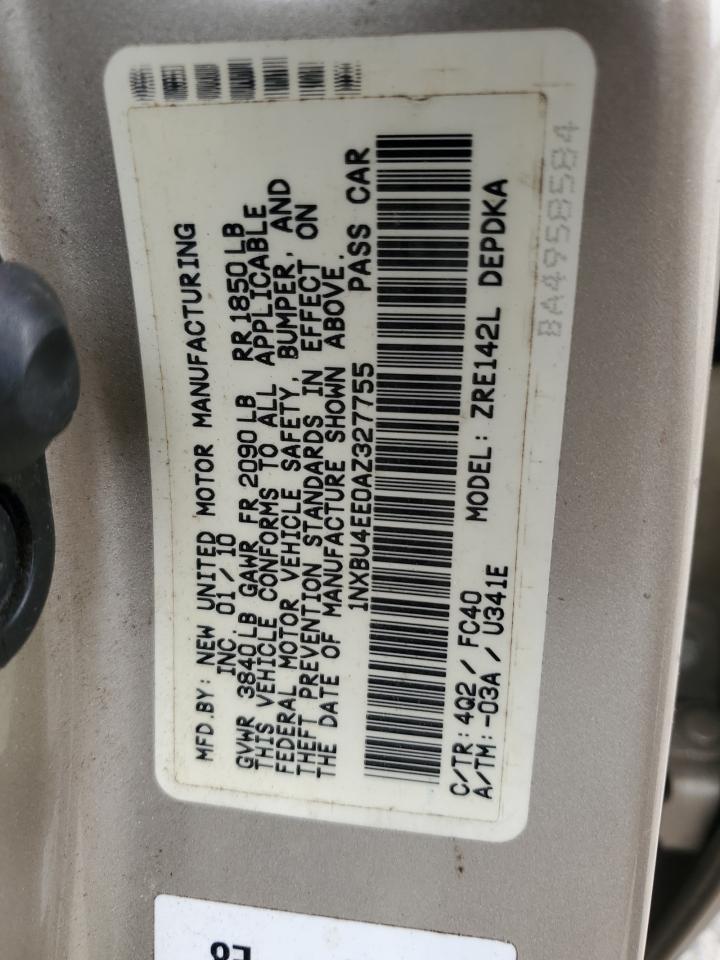 MFD.BY: NEW UNITED MOTOR MANUFACTURING
INC. 01/10
GVWR 3840LB GAWR FR 2090LB RR 1850LB
THIS VEHICLE CONFORMS TO ALL APPLICABLE
FEDERAL MOTOR VEHICLE SAFETY, BUMPER, AND
THEFT PREVENTION STANDARDS IN EFFECT ON
THE DATE OF MANUFACTURE SHOWN ABOVE.
1NXBU4EE0AZ327755 PASS CAR
C/TR: 4Q2 / FC40 MODEL: ZRE142L DEPDKA
A/TM: -03A / U341E
BA4958584